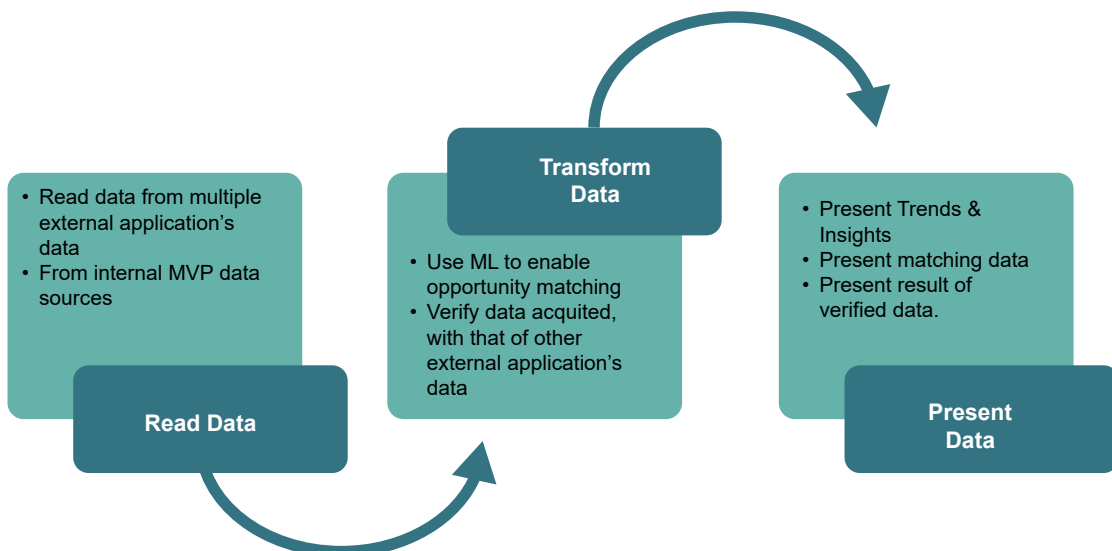 • Read data from multiple
external application’s
data
• From internal MVP data
sources
Read Data
Transform
Data
• Use ML to enable
opportunity matching
• Verify data acquited,
with that of other
external application’s
data
• Present Trends &
Insights
• Present matching data
• Present result of
verified data.
Present
Data